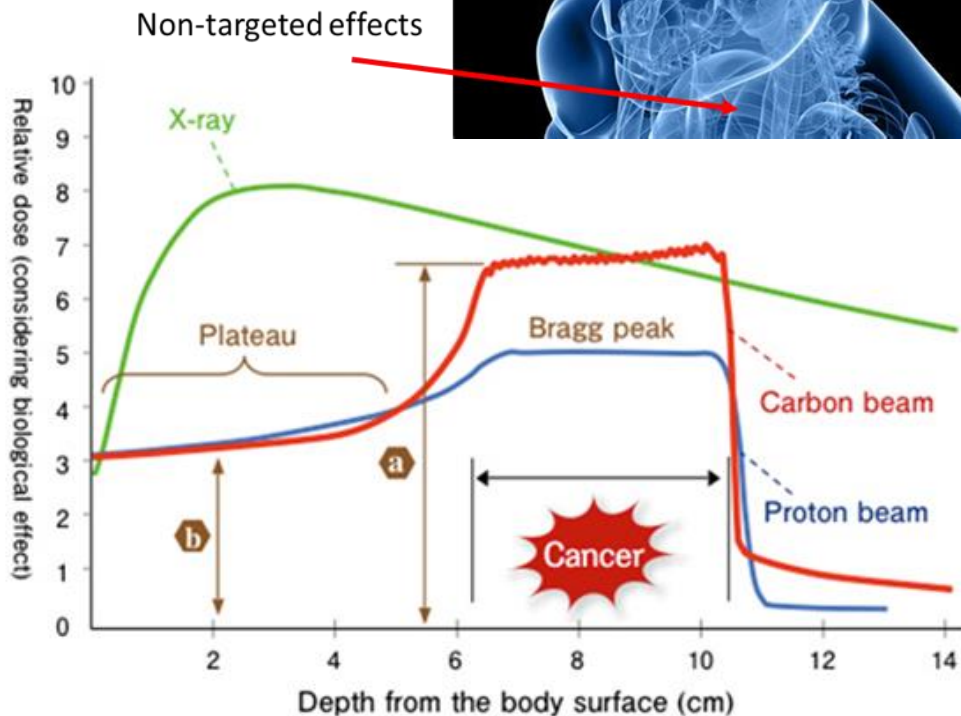 Non-targeted effects
Relative dose (considering biological effect)
10
9
8
7
6
5
4
3
2
1
0
X-ray
Plateau
Bragg peak
a
b
Cancer
Carbon beam
Proton beam
2
4
6
8
10
12
14
Depth from the body surface (cm)